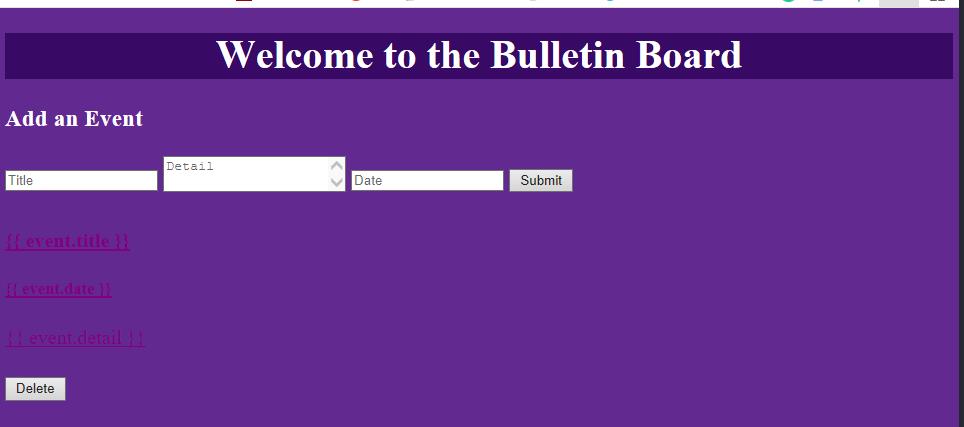 Welcome to the Bulletin Board
Add an Event
Title Detail Date Submit
{{ event.title }}
{{ event.date }}
{{ event.detail }}
Delete